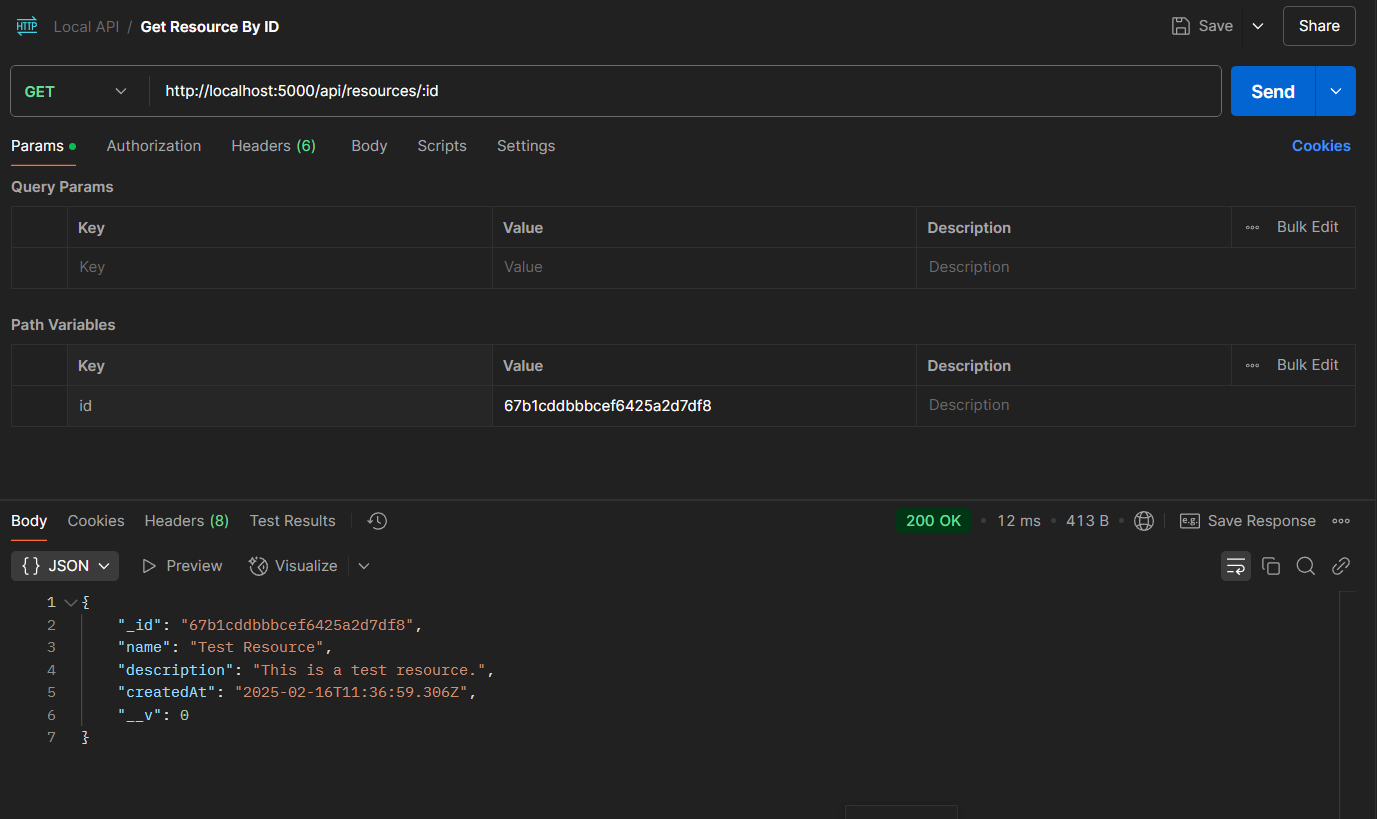 HTTP Local API / Get Resource By ID Save Share
GET http://localhost:5000/api/resources/:id Send
Params Authorization Headers (6) Body Scripts Settings Cookies
Query Params
Key Value Description Bulk Edit
Key Value Description
Path Variables
Key Value Description Bulk Edit
id 67b1cddbbbcef6425a2d7df8 Description
Body Cookies Headers (8) Test Results 200 OK 12 ms 413 B e.g. Save Response
{} JSON Preview Visualize
1 {
2 "_id": "67b1cddbbbcef6425a2d7df8",
3 "name": "Test Resource",
4 "description": "This is a test resource.",
5 "createdAt": "2025-02-16T11:36:59.306Z",
6 "__v": 0
7 }